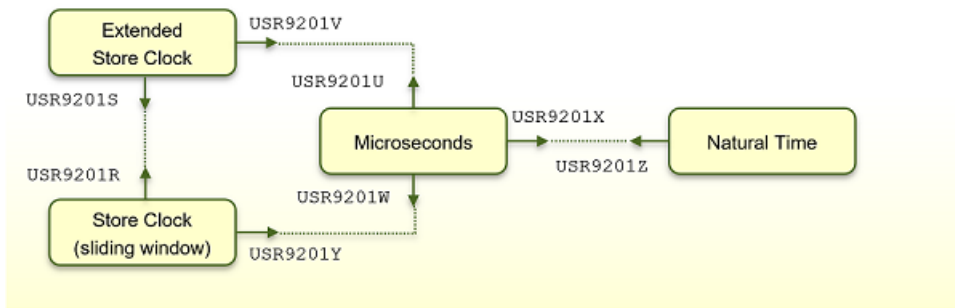 USR9201V
Extended
Store Clock
USR9201U
USR9201S
USR9201X
Microseconds
Natural Time
USR9201Z
USR9201R
USR9201W
Store Clock
(sliding window)
USR9201Y